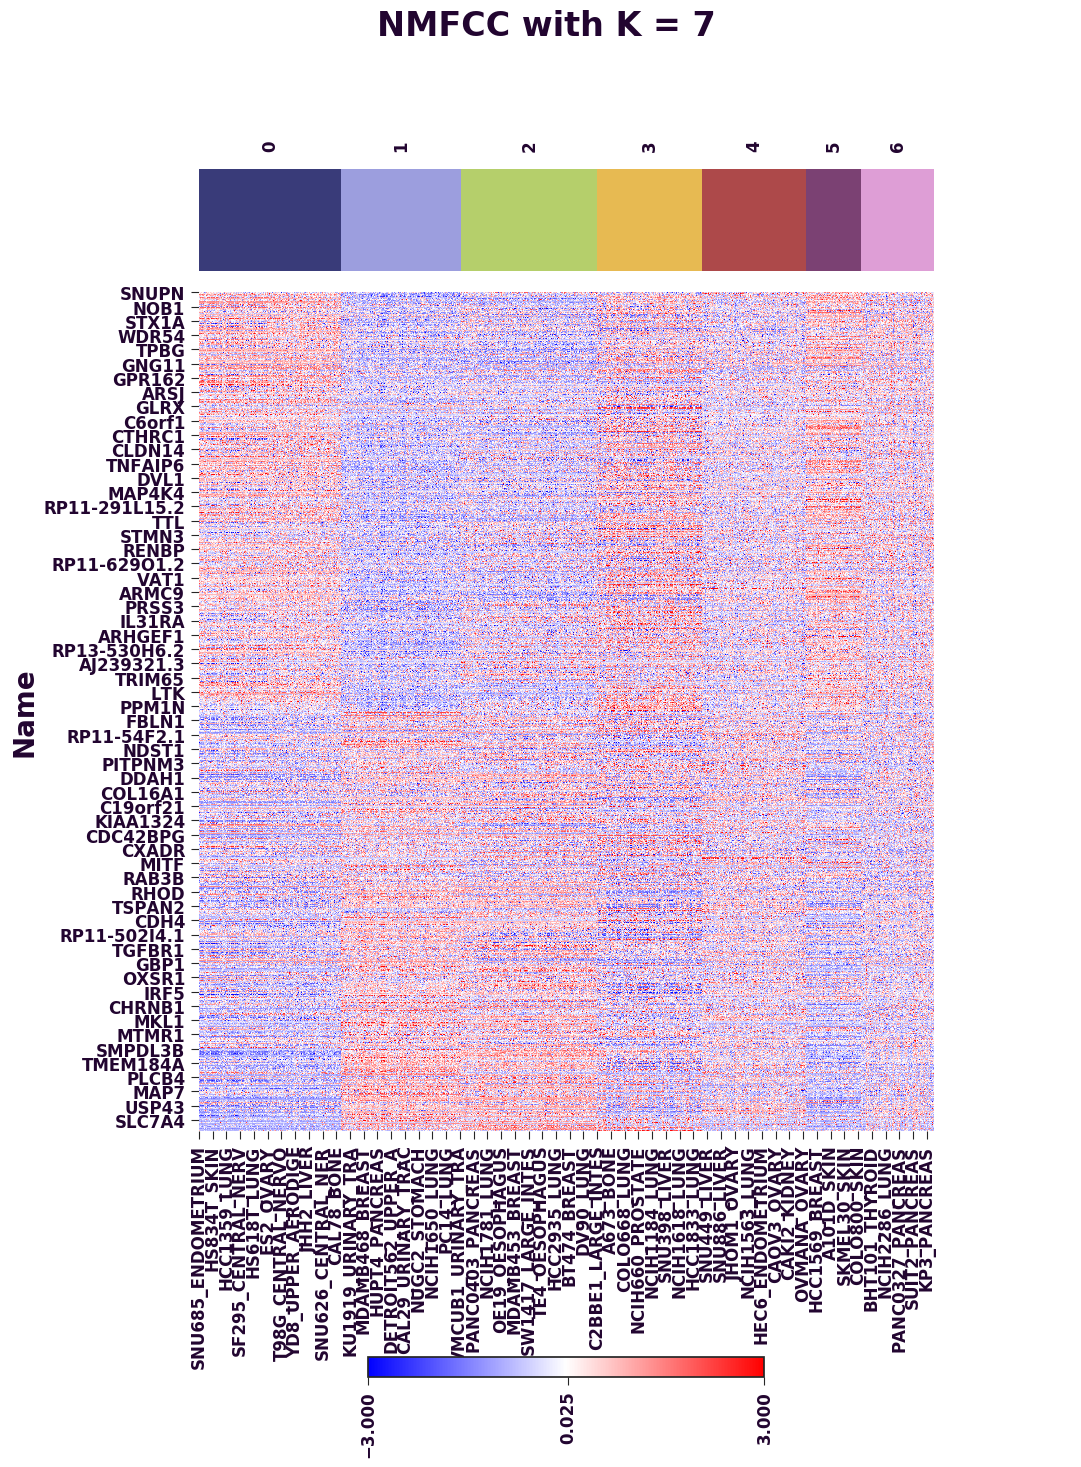 NMFCC with K = 7
0
1
2
3
4
5
6
SNUPN
NOB1
STX1A
WDR54
TPBG
GNG11
GPR162
ARSJ
GLRX
C6orf1
CTHRC1
CLDN14
TNFAIP6
DVL1
MAP4K4
RP11-291L15.2
TTL
STMN3
RENBP
RP11-629O1.2
VAT1
ARMC9
PRSS3
IL31RA
ARHGEF1
RP13-530H6.2
AJ239321.3
TRIM65
LTK
PPM1N
FBLN1
RP11-54F2.1
NDST1
PITPNM3
DDAH1
COL16A1
C19orf21
KIAA1324
CDC42BPG
CXADR
MITF
RAB3B
RHOD
TSPAN2
CDH4
RP11-502I4.1
TGFBR1
GBP1
OXSR1
IRF5
CHRNB1
MKL1
MTMR1
SMPDL3B
TMEM184A
PLCB4
MAP7
USP43
SLC7A4
Name
SNU685_ENDOMETRIUM
HS834T_SKIN
HCC1359_LUNG
SF295_CENTRAL_NERV
HS618T_LUNG
ES2_OVARY
T98G_CENTRAL_NERVO
YD8_UPPER_AERODIGE
JHH2_LIVER
SNU626_CENTRAL_NER
CAL78_BONE
KU1919_URINARY_TRA
MDAMB468_BREAST
HUPT4_PANCREAS
DETROIT562_UPPER_A
CAL29_URINARY_TRAC
NUGC2_STOMACH
NCIH1650_LUNG
PC14_LUNG
VMCUB1_URINARY_TRA
PANC0403_PANCREAS
NCIH1781_LUNG
OE19_OESOPHAGUS
MDAMB453_BREAST
SW1417_LARGE_INTES
TE4_OESOPHAGUS
HCC2935_LUNG
BT474_BREAST
DV90_LUNG
C2BBE1_LARGE_INTES
A673_BONE
COLO668_LUNG
NCIH660_PROSTATE
NCIH1184_LUNG
SNU398_LIVER
NCIH1618_LUNG
HCC1833_LUNG
SNU449_LIVER
SNU886_LIVER
JHOM1_OVARY
NCIH1563_LUNG
HEC6_ENDOMETRIUM
CAOV3_OVARY
CAKI2_KIDNEY
OVMANA_OVARY
HCC1569_BREAST
A101D_SKIN
SKMEL30_SKIN
COLO800_SKIN
BHT101_THYROID
NCIH2286_LUNG
PANC0327_PANCREAS
SUIT2_PANCREAS
KP3_PANCREAS
−3.000
0.025
3.000